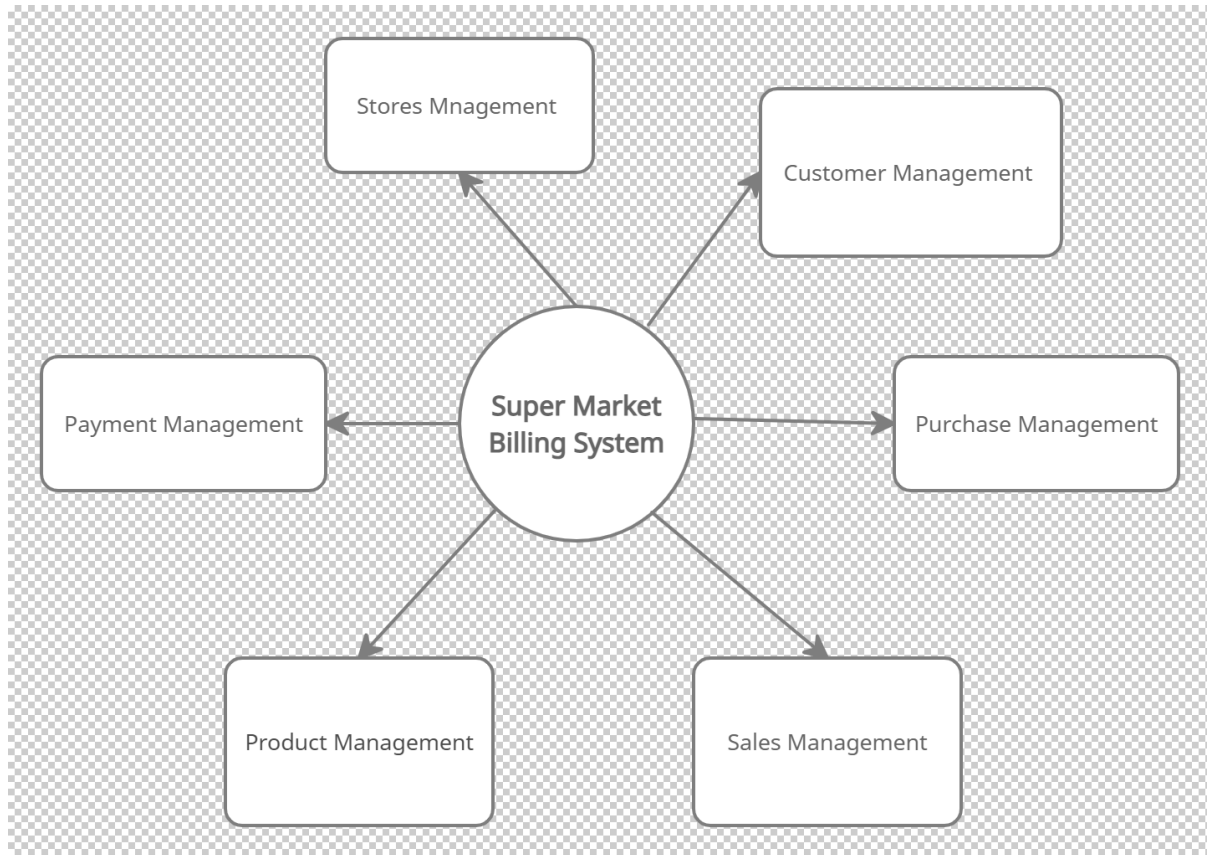 Stores Mnagement
Customer Management
Payment Management
Super Market
Billing System
Purchase Management
Product Management
Sales Management